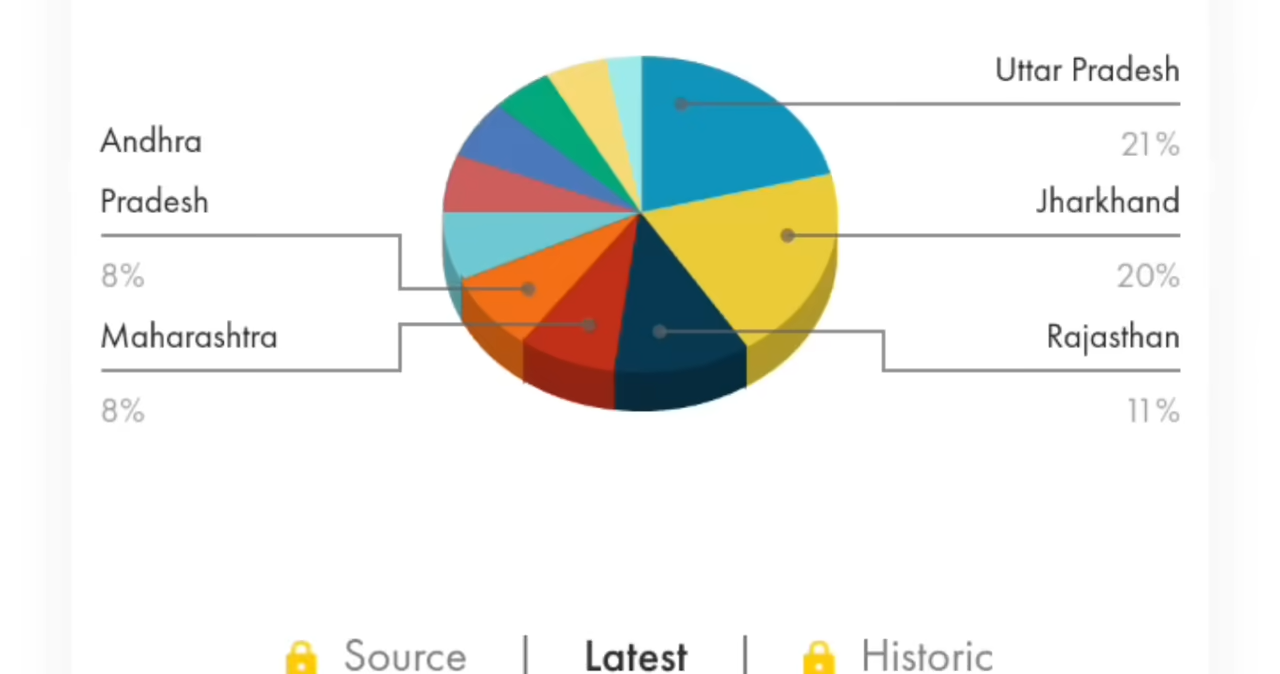 Uttar Pradesh
21%
Jharkhand
20%
Rajasthan
11%
Andhra
Pradesh
8%
Maharashtra
8%
Source | Latest | Historic